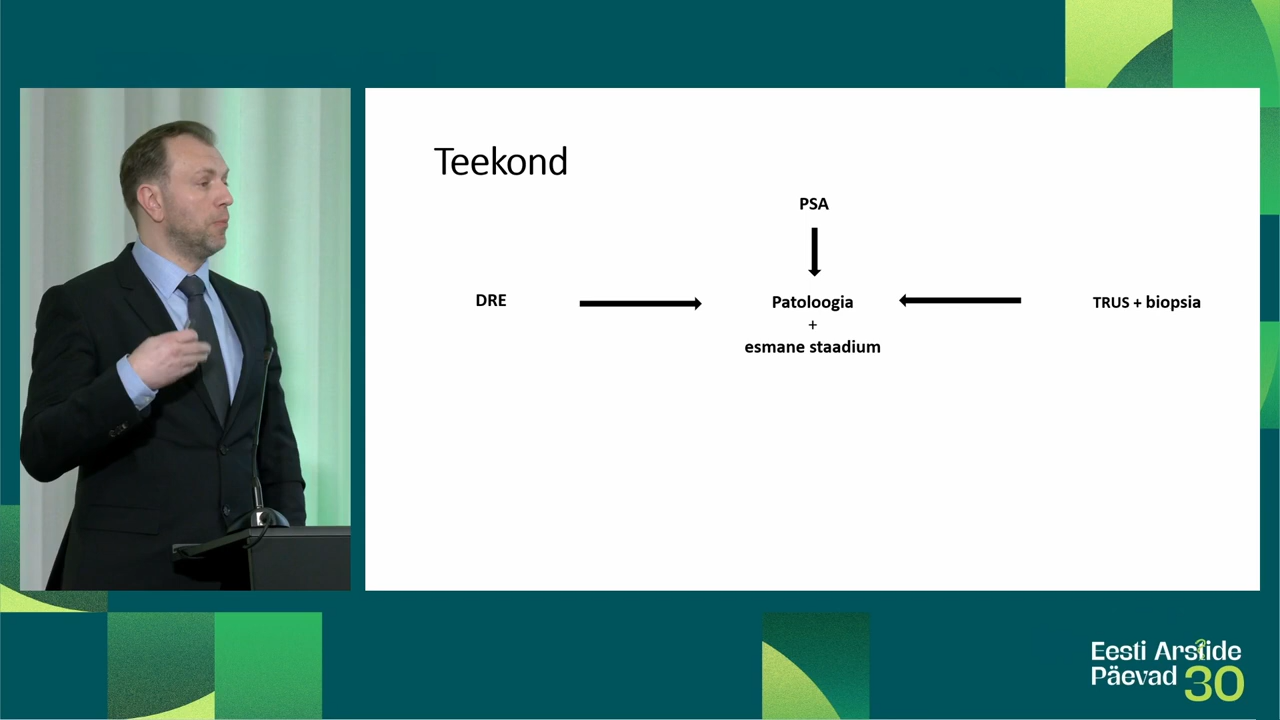 Teekond
PSA
DRE
Patoloogia
+
esmane staadium
TRUS + biopsia
Eesti Arstide
Päevad 30